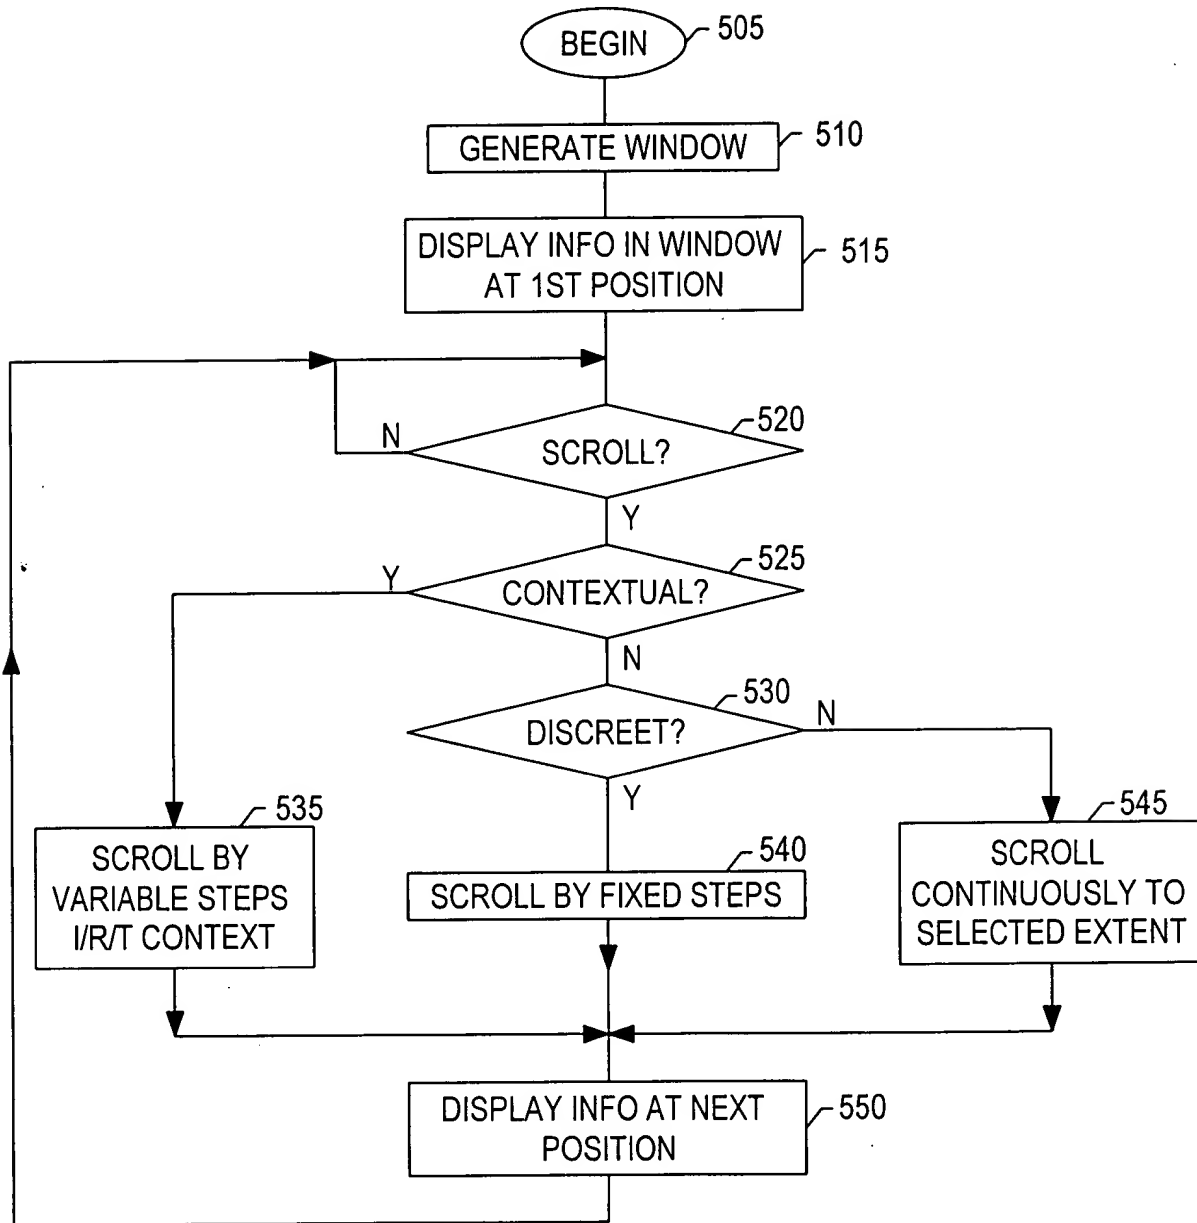 BEGIN
505
GENERATE WINDOW
510
DISPLAY INFO IN WINDOW
AT 1ST POSITION
515
520
N
SCROLL?
Y
525
Y
CONTEXTUAL?
N
530
N
DISCREET?
Y
535
SCROLL BY
VARIABLE STEPS
I/R/T CONTEXT
540
SCROLL BY FIXED STEPS
545
SCROLL
CONTINUOUSLY TO
SELECTED EXTENT
DISPLAY INFO AT NEXT
POSITION
550